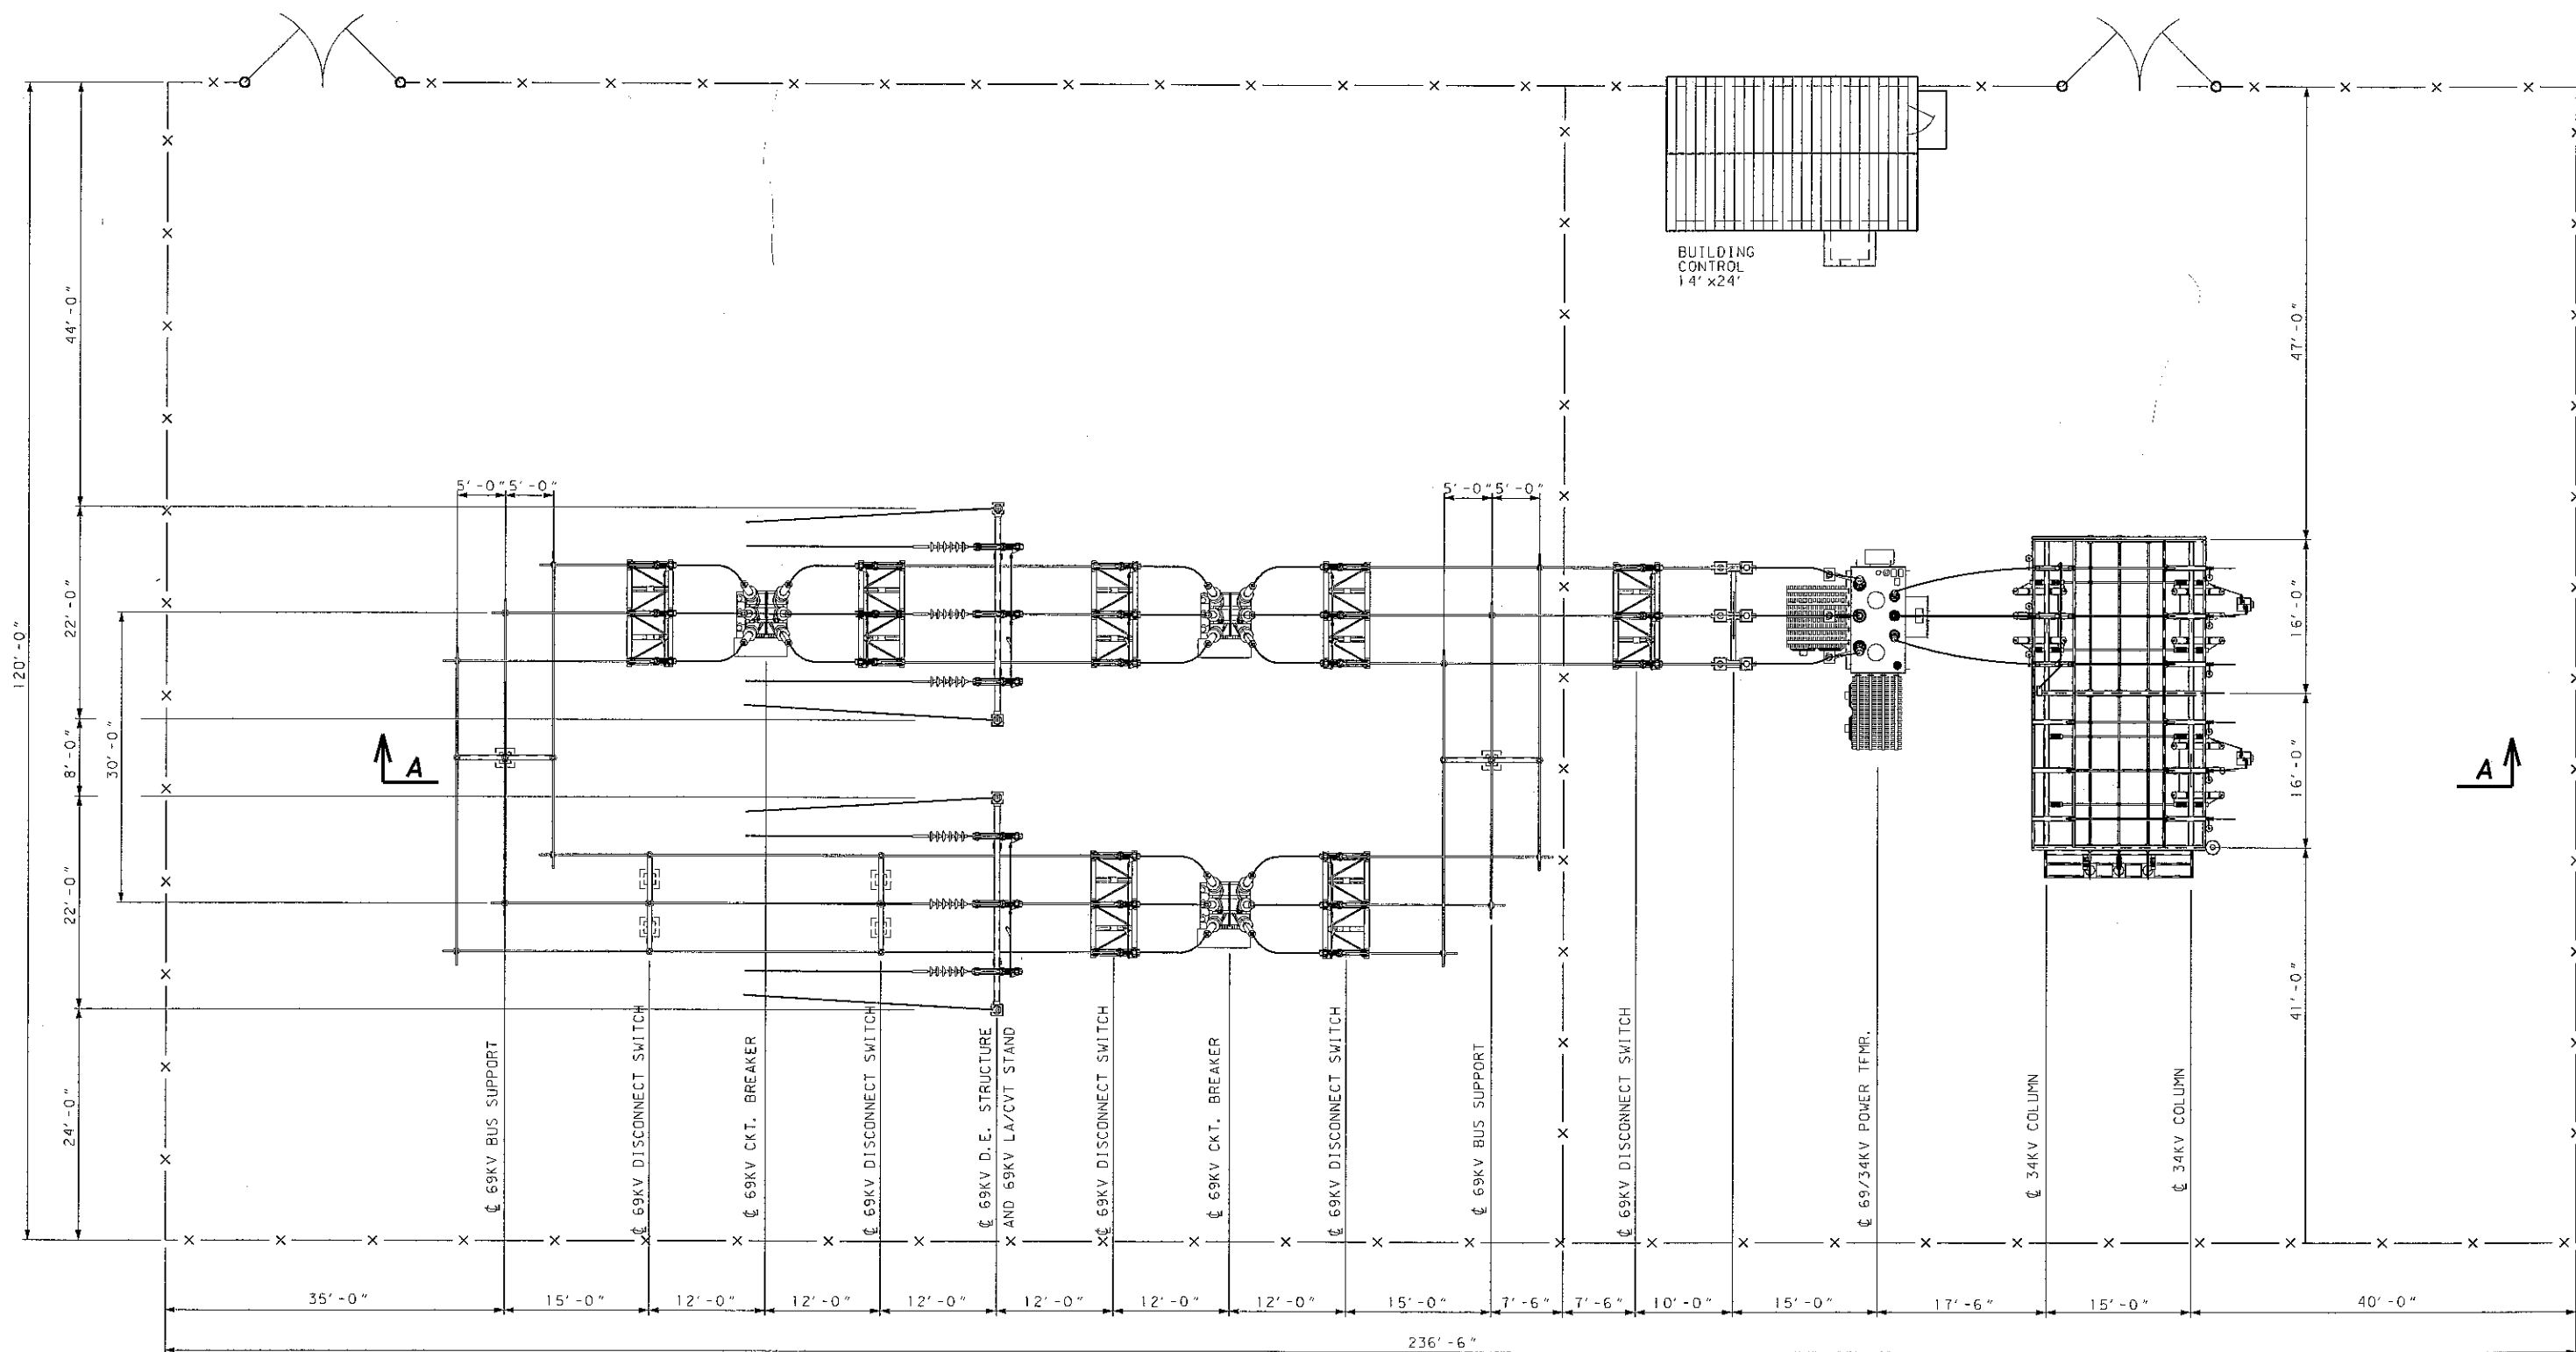 BUILDING
CONTROL
14'x24'
120'-0"
44'-0"
22'-0"
8'-0"
30'-0"
22'-0"
24'-0"
5'-0" 5'-0"
5'-0" 5'-0"
47'-0"
16'-0"
16'-0"
41'-0"
A
A
℄ 69KV BUS SUPPORT
℄ 69KV DISCONNECT SWITCH
℄ 69KV CKT. BREAKER
℄ 69KV DISCONNECT SWITCH
℄ 69KV D.E. STRUCTURE
AND 69KV LA/CVT STAND
℄ 69KV DISCONNECT SWITCH
℄ 69KV CKT. BREAKER
℄ 69KV DISCONNECT SWITCH
℄ 69KV BUS SUPPORT
℄ 69KV DISCONNECT SWITCH
℄ 69/34KV POWER TFMR.
℄ 34KV COLUMN
℄ 34KV COLUMN
35'-0" 15'-0" 12'-0" 12'-0" 12'-0" 12'-0" 12'-0" 12'-0" 15'-0" 7'-6" 7'-6" 10'-0" 15'-0" 17'-6" 15'-0" 40'-0"
236'-6"